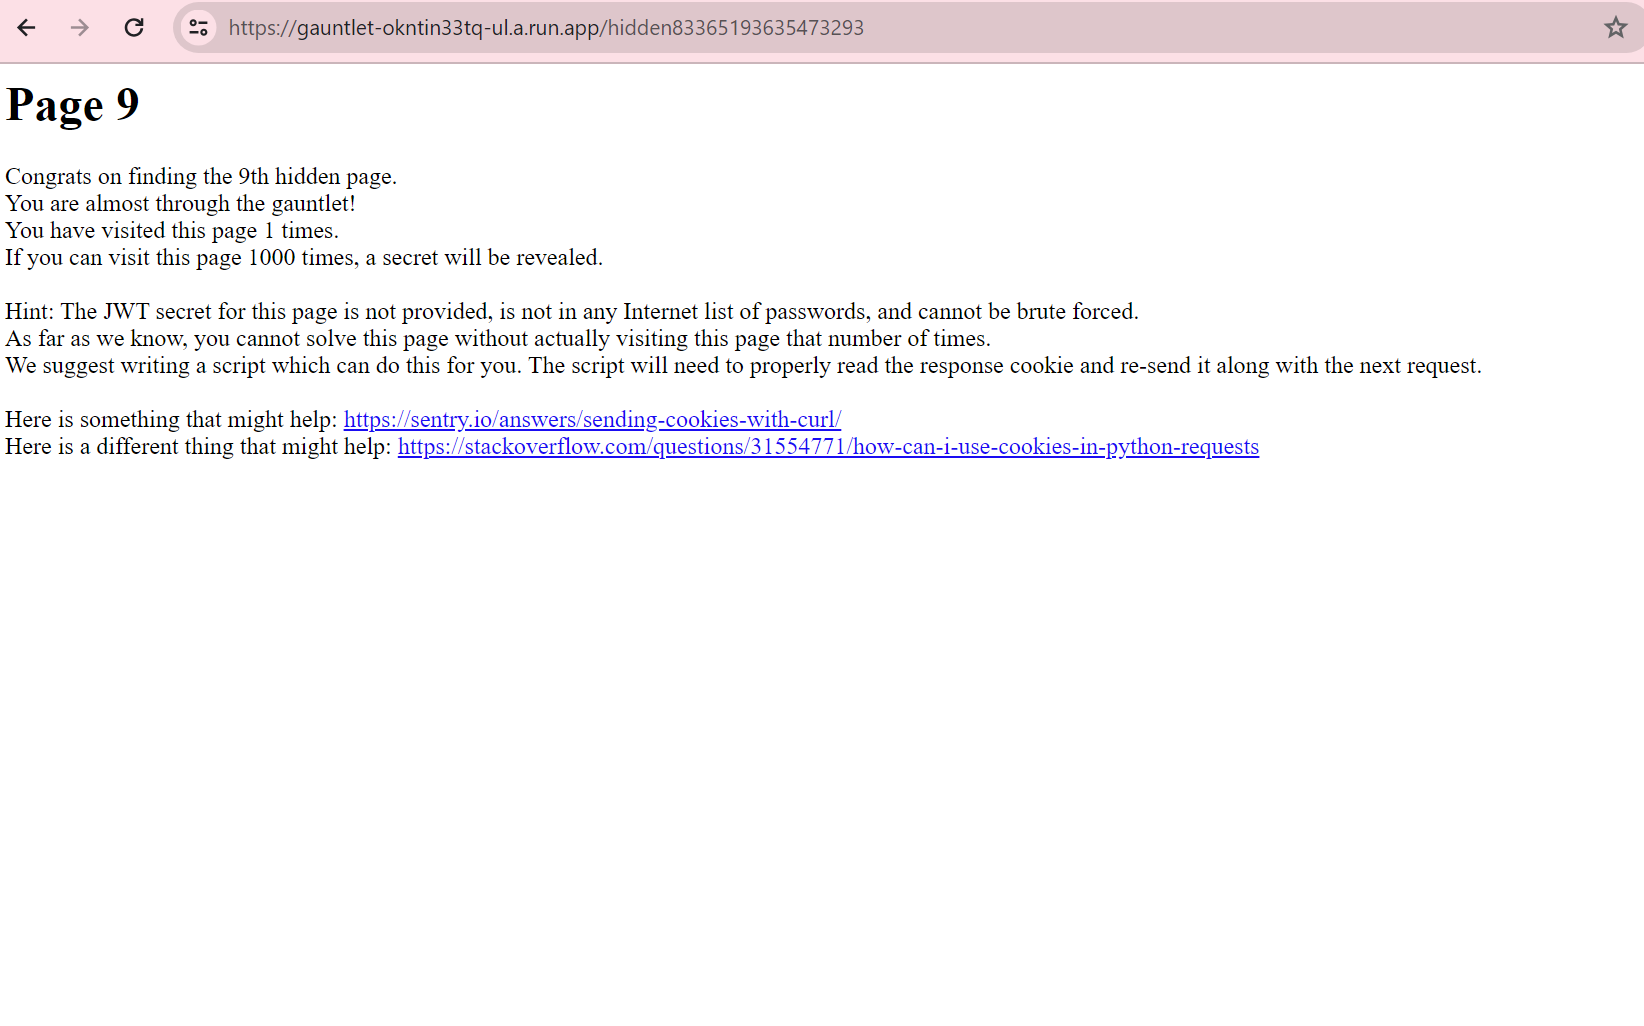 https://gauntlet-okntin33tq-ul.a.run.app/hidden83365193635473293
Page 9
Congrats on finding the 9th hidden page.
You are almost through the gauntlet!
You have visited this page 1 times.
If you can visit this page 1000 times, a secret will be revealed.
Hint: The JWT secret for this page is not provided, is not in any Internet list of passwords, and cannot be brute forced.
As far as we know, you cannot solve this page without actually visiting this page that number of times.
We suggest writing a script which can do this for you. The script will need to properly read the response cookie and re-send it along with the next request.
Here is something that might help: https://sentry.io/answers/sending-cookies-with-curl/
Here is a different thing that might help: https://stackoverflow.com/questions/31554771/how-can-i-use-cookies-in-python-requests